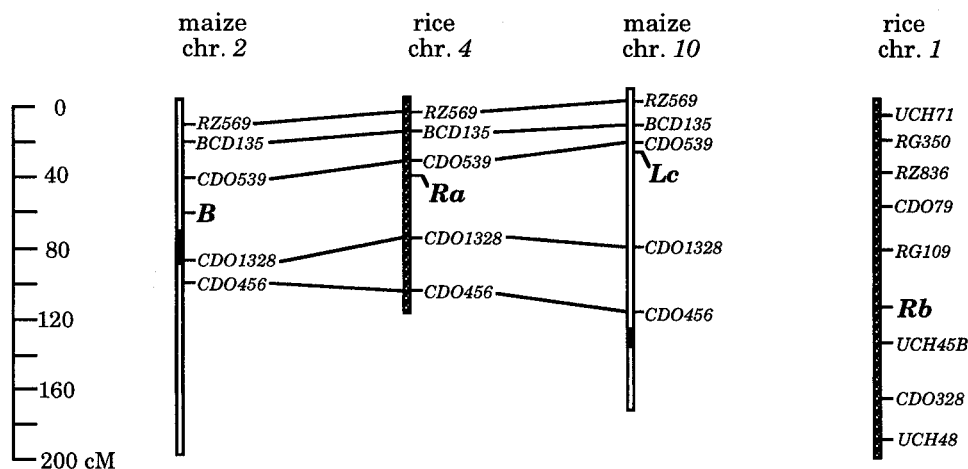 maize
chr. 2
rice
chr. 4
maize
chr. 10
rice
chr. 1
0
40
80
120
160
200 cM
RZ569
BCD135
CDO539
B
CDO1328
CDO456
RZ569
BCD135
CDO539
Ra
CDO1328
CDO456
RZ569
BCD135
CDO539
Lc
CDO1328
CDO456
UCH71
RG350
RZ836
CDO79
RG109
Rb
UCH45B
CDO328
UCH48